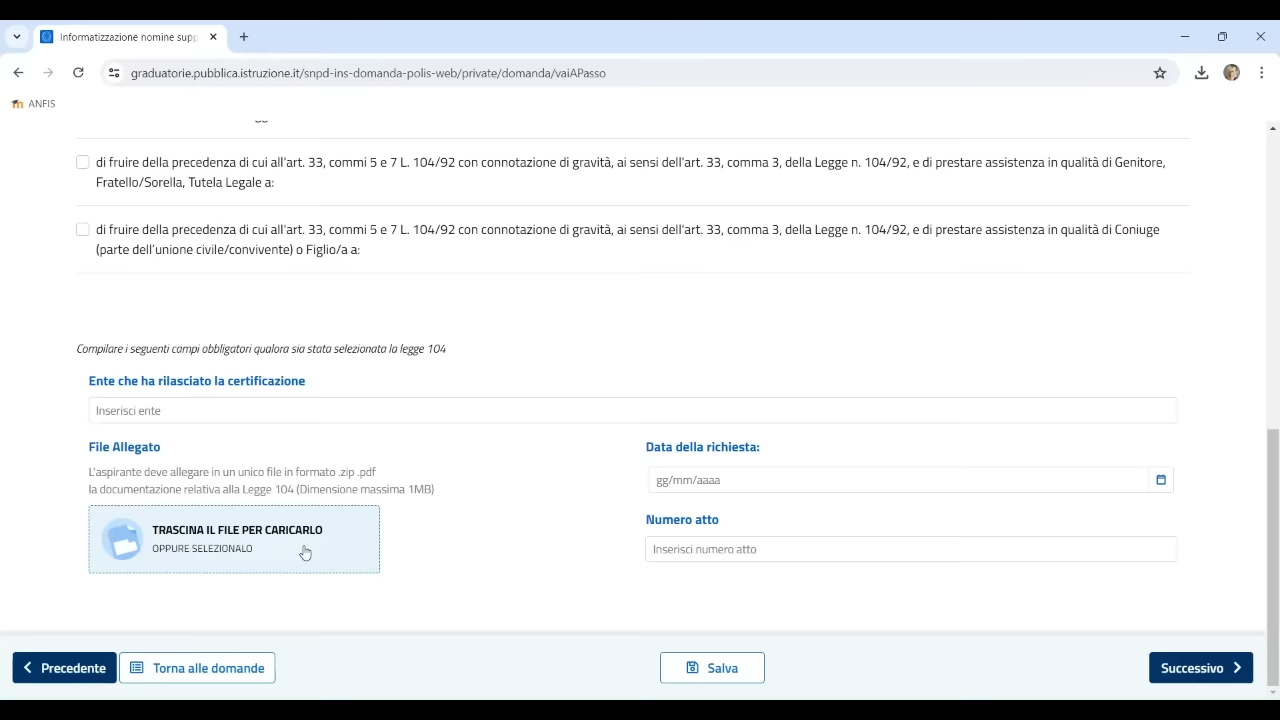 Informatizzazione nomine supp
graduatorie.pubblica.istruzione.it/snpd-ins-domanda-polis-web/private/domanda/vaiAPasso
ANFIS
di fruire della precedenza di cui all'art. 33, commi 5 e 7 L. 104/92 con connotazione di gravità, ai sensi dell'art. 33, comma 3, della Legge n. 104/92, e di prestare assistenza in qualità di Genitore,
Fratello/Sorella, Tutela Legale a:
di fruire della precedenza di cui all'art. 33, commi 5 e 7 L. 104/92 con connotazione di gravità, ai sensi dell'art. 33, comma 3, della Legge n. 104/92, e di prestare assistenza in qualità di Coniuge
(parte dell'unione civile/convivente) o Figlio/a a:
Compilare i seguenti campi obbligatori qualora sia stata selezionata la legge 104
Ente che ha rilasciato la certificazione
Inserisci ente
File Allegato
L'aspirante deve allegare in un unico file in formato .zip .pdf
la documentazione relativa alla Legge 104 (Dimensione massima 1MB)
TRASCINA IL FILE PER CARICARLO
OPPURE SELEZIONALO
Data della richiesta:
gg/mm/aaaa
Numero atto
Inserisci numero atto
Precedente
Torna alle domande
Salva
Successivo